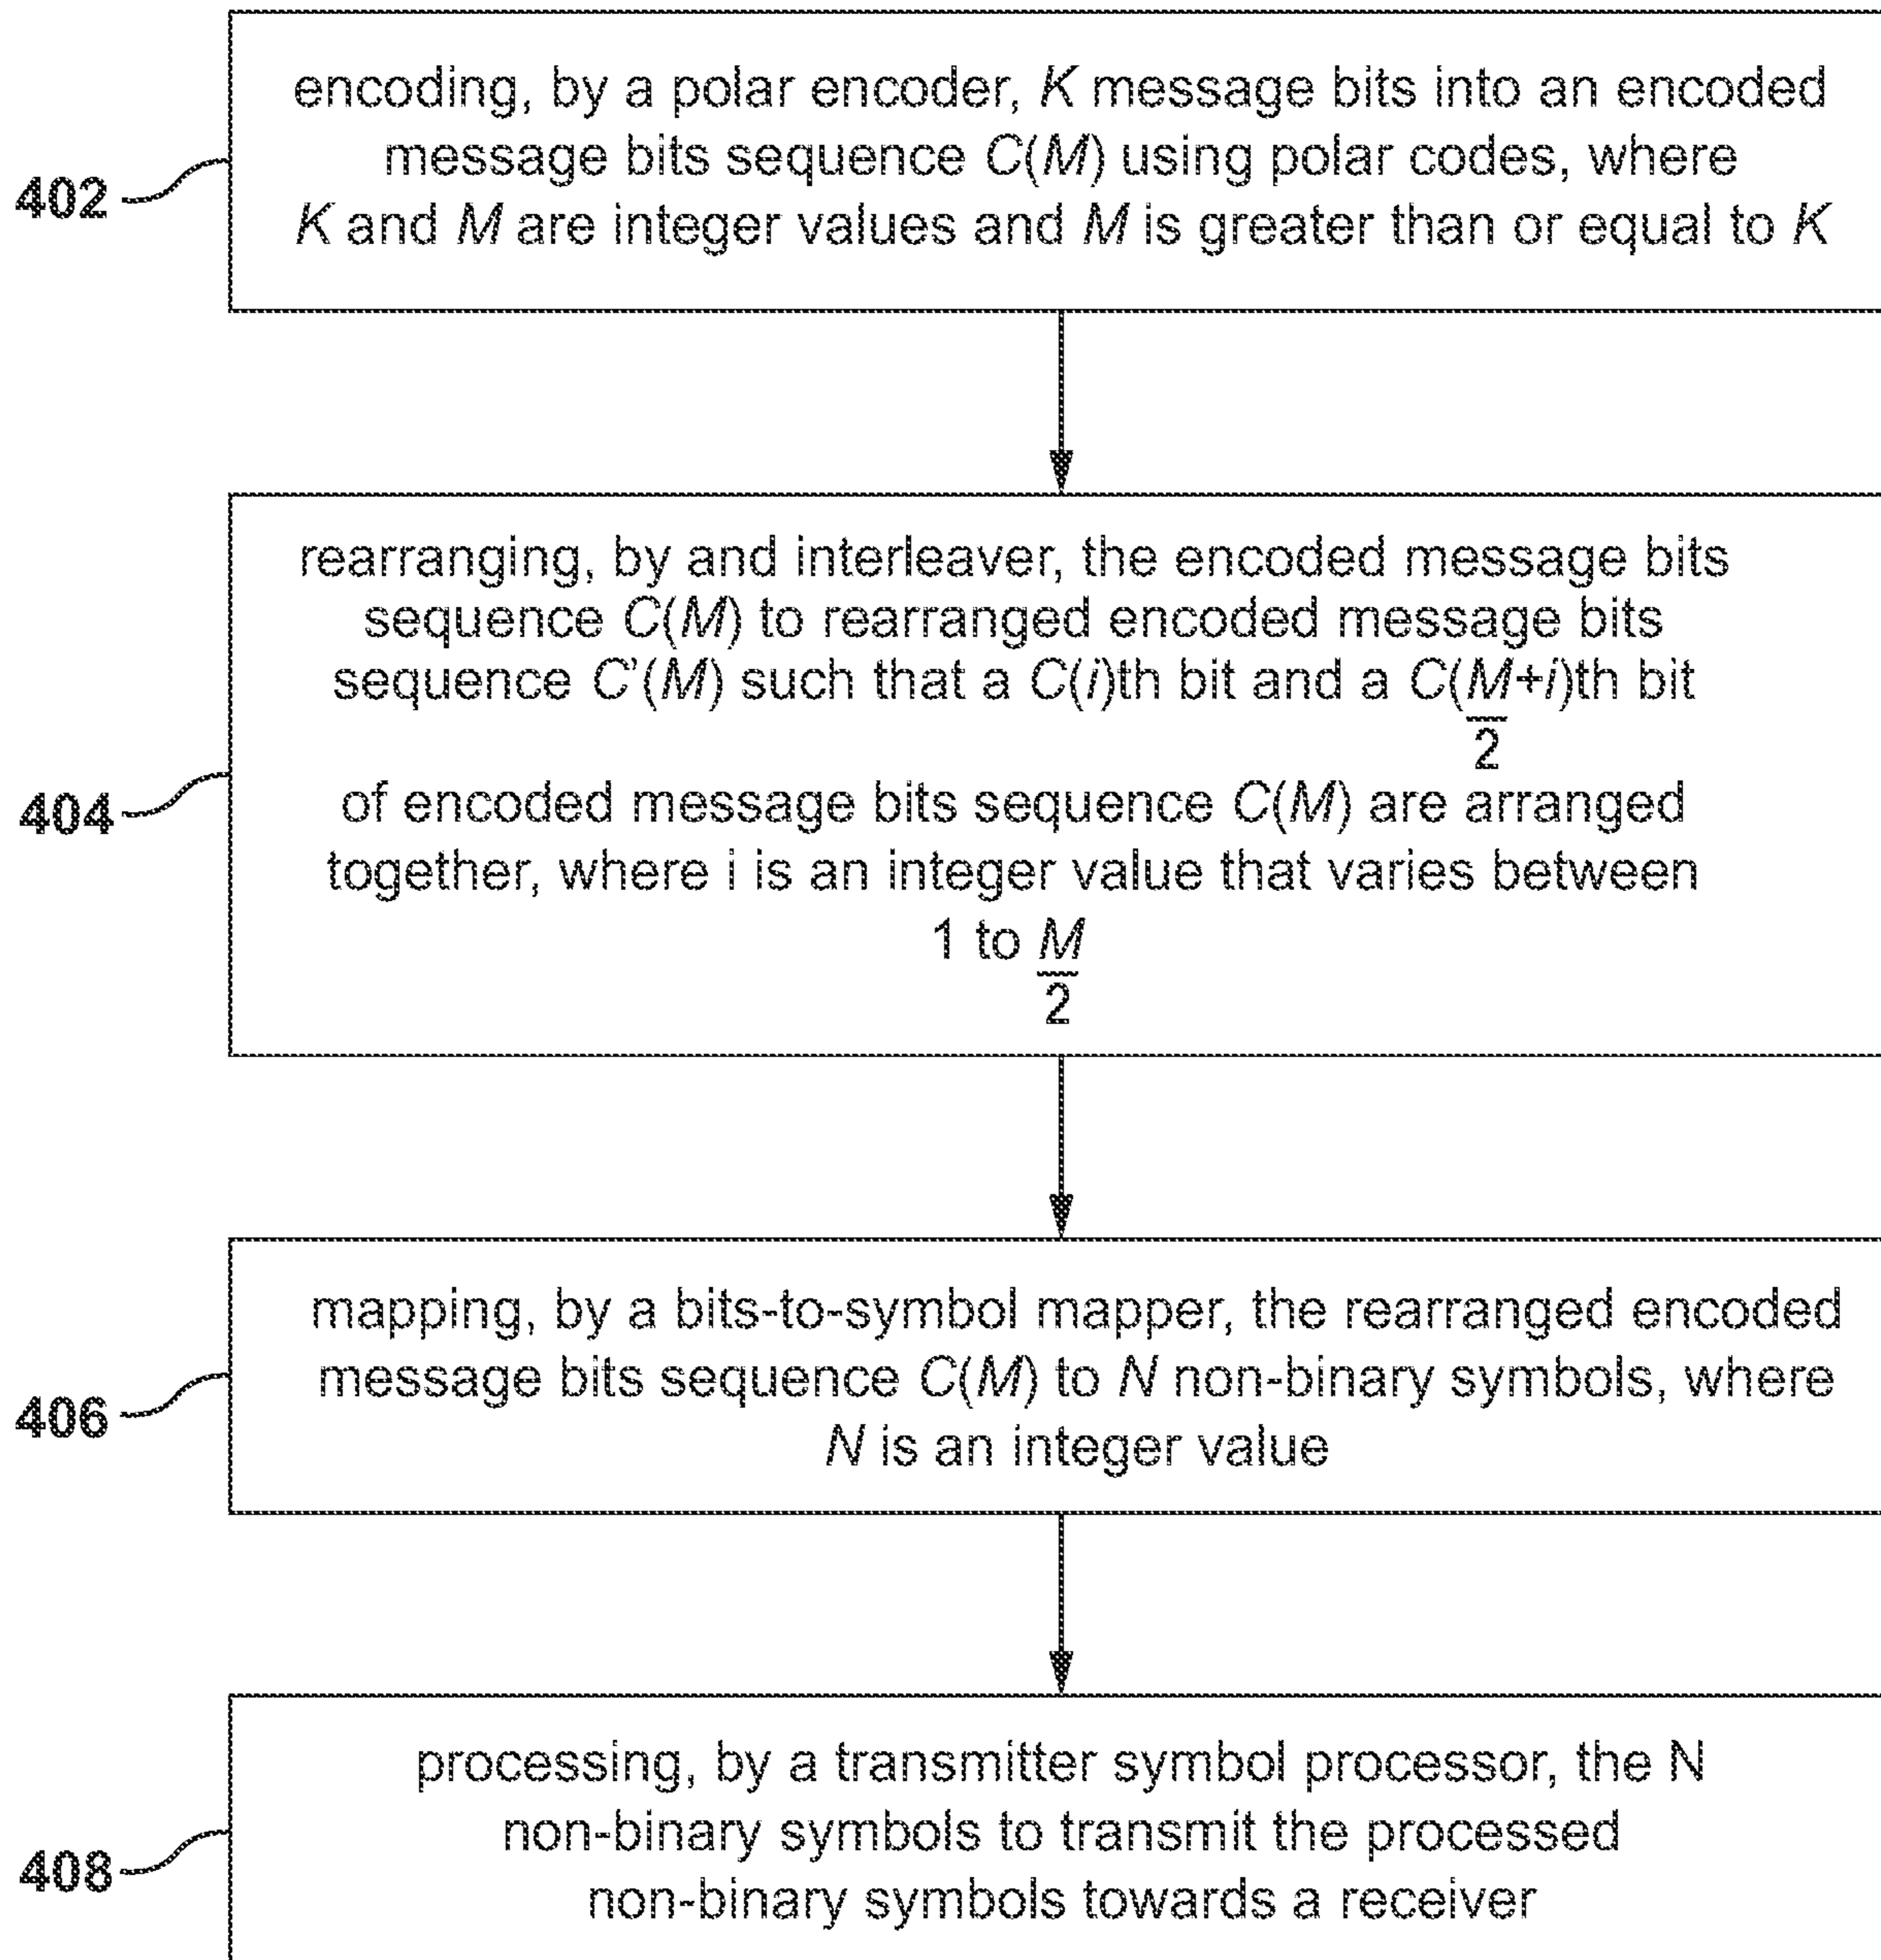 402
encoding, by a polar encoder, K message bits into an encoded
message bits sequence C(M) using polar codes, where
K and M are integer values and M is greater than or equal to K
404
rearranging, by and interleaver, the encoded message bits
sequence C(M) to rearranged encoded message bits
sequence C'(M) such that a C(i)th bit and a C(M+i)th bit
2
of encoded message bits sequence C(M) are arranged
together, where i is an integer value that varies between
1 to M
2
406
mapping, by a bits-to-symbol mapper, the rearranged encoded
message bits sequence C(M) to N non-binary symbols, where
N is an integer value
408
processing, by a transmitter symbol processor, the N
non-binary symbols to transmit the processed
non-binary symbols towards a receiver